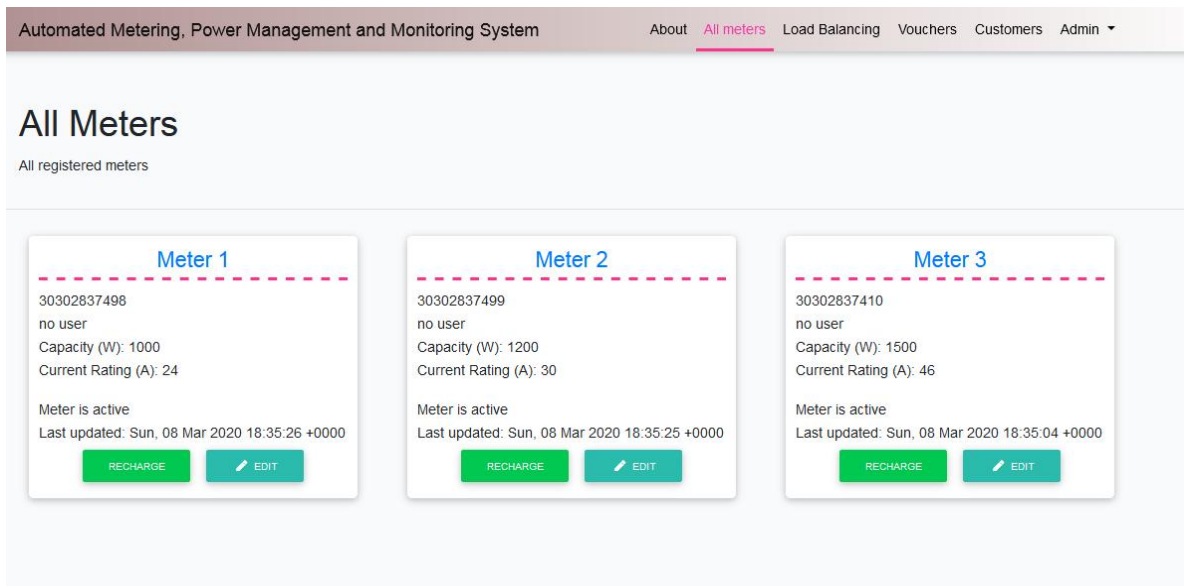 Automated Metering, Power Management and Monitoring System
About All meters Load Balancing Vouchers Customers Admin
All Meters
All registered meters
Meter 1
30302837498
no user
Capacity (W): 1000
Current Rating (A): 24
Meter is active
Last updated: Sun, 08 Mar 2020 18:35:26 +0000
RECHARGE EDIT
Meter 2
30302837499
no user
Capacity (W): 1200
Current Rating (A): 30
Meter is active
Last updated: Sun, 08 Mar 2020 18:35:25 +0000
RECHARGE EDIT
Meter 3
30302837410
no user
Capacity (W): 1500
Current Rating (A): 46
Meter is active
Last updated: Sun, 08 Mar 2020 18:35:04 +0000
RECHARGE EDIT